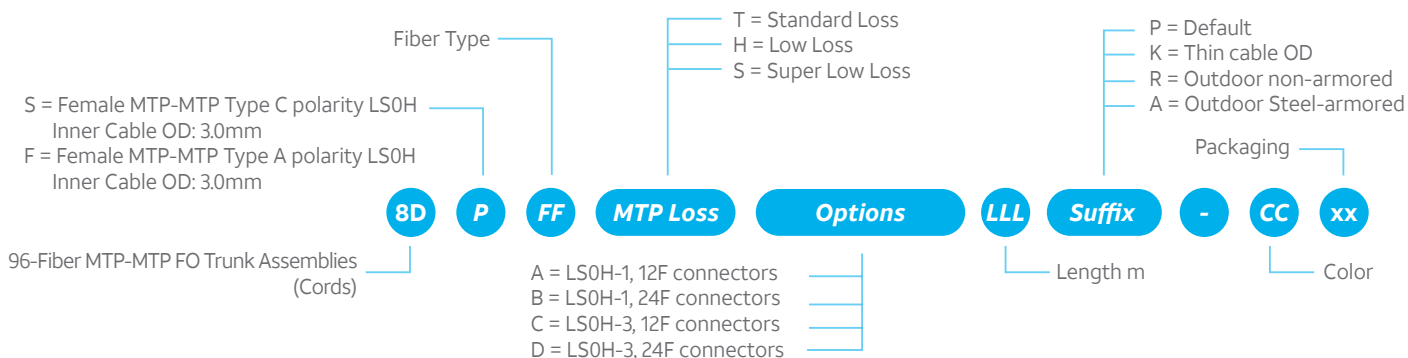 T = Standard Loss
H = Low Loss
S = Super Low Loss
P = Default
K = Thin cable OD
R = Outdoor non-armored
A = Outdoor Steel-armored
Fiber Type
Packaging
S = Female MTP-MTP Type C polarity LS0H
Inner Cable OD: 3.0mm
F = Female MTP-MTP Type A polarity LS0H
Inner Cable OD: 3.0mm
8D P FF MTP Loss Options LLL Suffix - CC xx
96-Fiber MTP-MTP FO Trunk Assemblies
(Cords)
A = LS0H-1, 12F connectors
B = LS0H-1, 24F connectors
C = LS0H-3, 12F connectors
D = LS0H-3, 24F connectors
Length m
Color